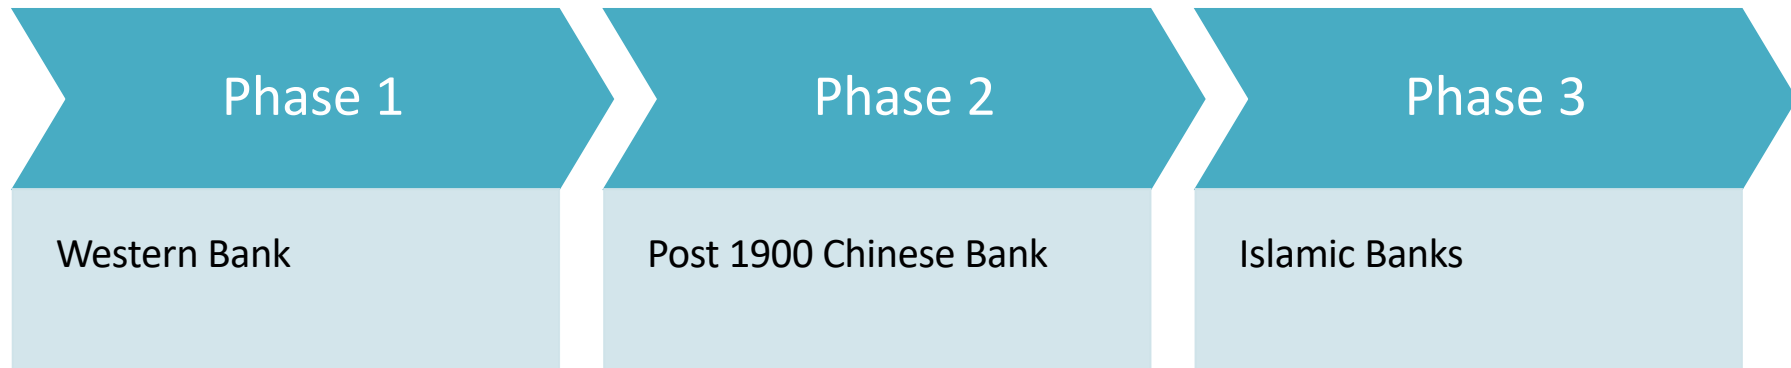 Phase 1
Western Bank
Phase 2
Post 1900 Chinese Bank
Phase 3
Islamic Banks